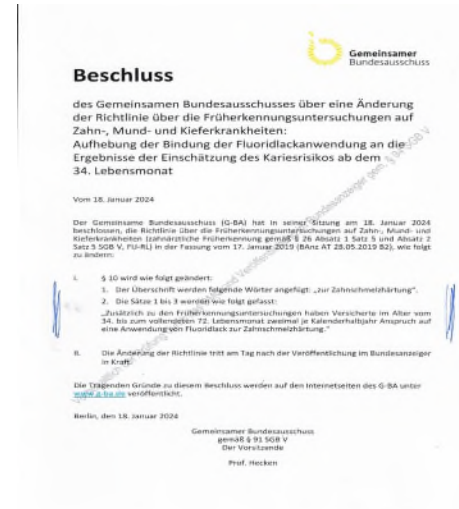 Gemeinsamer
Bundesausschuss
Beschluss
des Gemeinsamen Bundesausschusses über eine Änderung
der Richtlinie über die Früherkennungsuntersuchungen auf
Zahn-, Mund- und Kieferkrankheiten:
Aufhebung der Bindung der Fluoridlackanwendung an die
Ergebnisse der Einschätzung des Kariesrisikos ab dem
34. Lebensmonat
Vom 18. Januar 2024
Der Gemeinsame Bundesausschuss (G-BA) hat in seiner Sitzung am 18. Januar 2024
beschlossen, die Richtlinie über die Früherkennungsuntersuchungen auf Zahn-, Mund- und
Kieferkrankheiten (zahnärztliche Früherkennung gemäß § 26 Absatz 1 Satz 5 und Absatz 2
Satz 5 SGB V, FU-RL) in der Fassung vom 17. Januar 2019 (BAnz AT 28.05.2019 B2), wie folgt
zu ändern:
I. § 10 wird wie folgt geändert:
1. Der Überschrift werden folgende Wörter angefügt: „zur Zahnschmelzhärtung“.
2. Die Sätze 1 bis 3 werden wie folgt gefasst:
„Zusätzlich zu den Früherkennungsuntersuchungen haben Versicherte im Alter vom
34. bis zum vollendeten 72. Lebensmonat zweimal je Kalenderhalbjahr Anspruch auf
eine Anwendung von Fluoridlack zur Zahnschmelzhärtung.“
II. Die Änderung der Richtlinie tritt am Tag nach der Veröffentlichung im Bundesanzeiger
in Kraft.
Die Tragenden Gründe zu diesem Beschluss werden auf den Internetseiten des G-BA unter
www.g-ba.de veröffentlicht.
Berlin, den 18. Januar 2024
Gemeinsamer Bundesausschuss
gemäß § 91 SGB V
Der Vorsitzende
Prof. Hecken